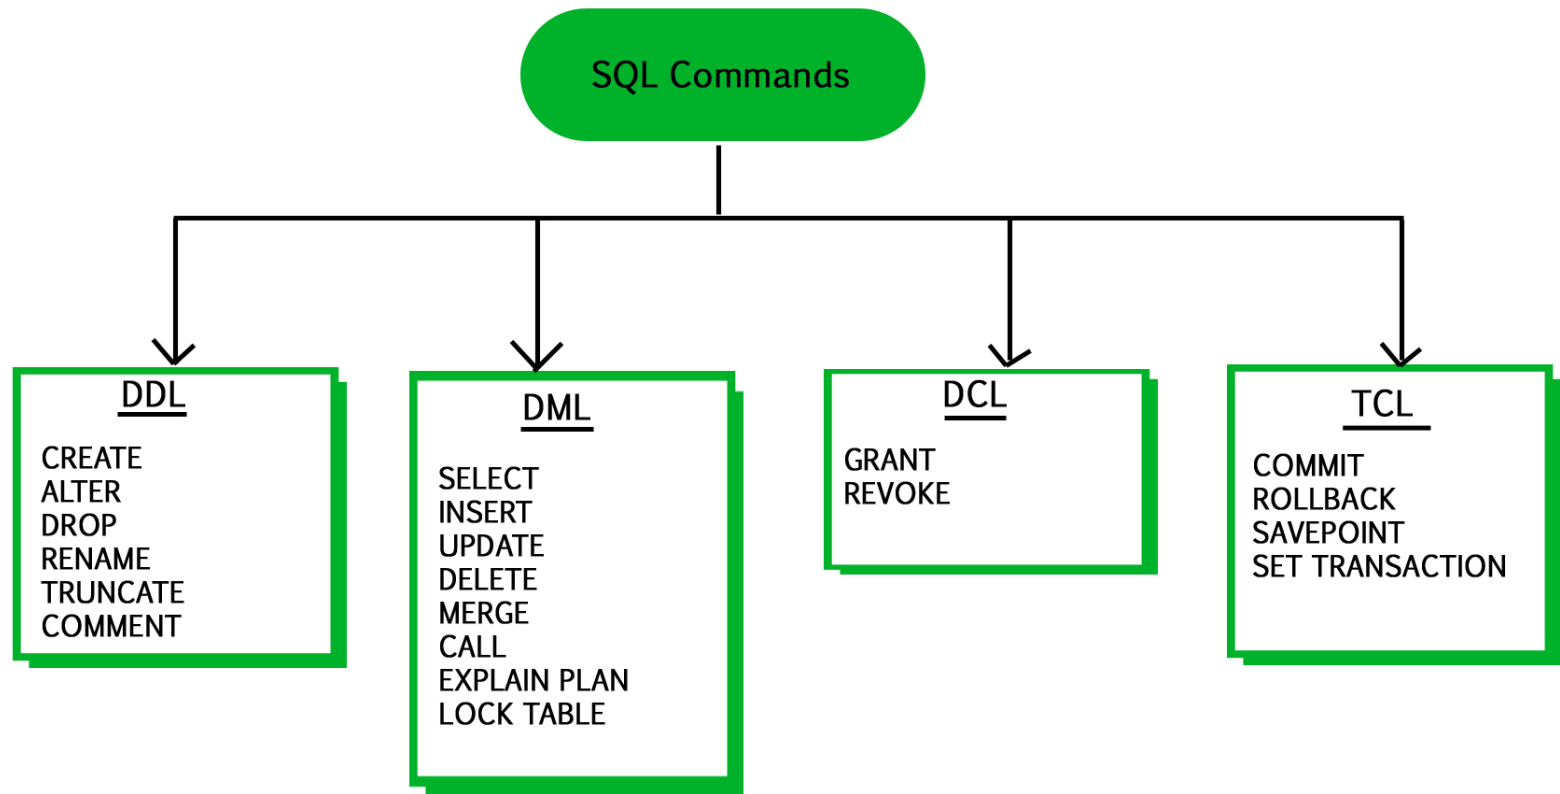 SQL Commands
DDL
CREATE
ALTER
DROP
RENAME
TRUNCATE
COMMENT
DML
SELECT
INSERT
UPDATE
DELETE
MERGE
CALL
EXPLAIN PLAN
LOCK TABLE
DCL
GRANT
REVOKE
TCL
COMMIT
ROLLBACK
SAVEPOINT
SET TRANSACTION